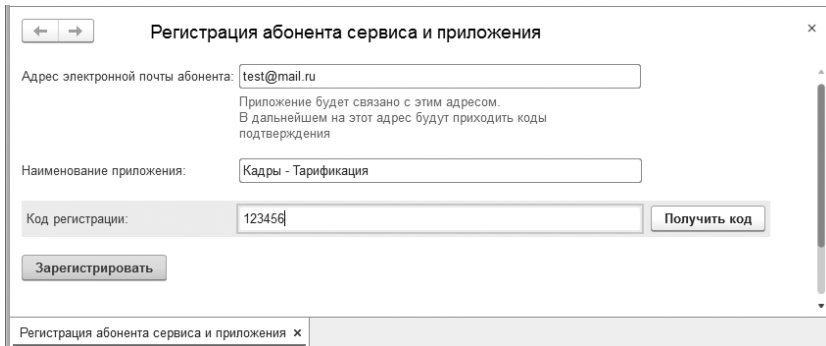 Регистрация абонента сервиса и приложения
Адрес электронной почты абонента: test@mail.ru
Приложение будет связано с этим адресом.
В дальнейшем на этот адрес будут приходить коды
подтверждения
Наименование приложения: Кадры - Тарификация
Код регистрации: 123456 Получить код
Зарегистрировать
Регистрация абонента сервиса и приложения ×